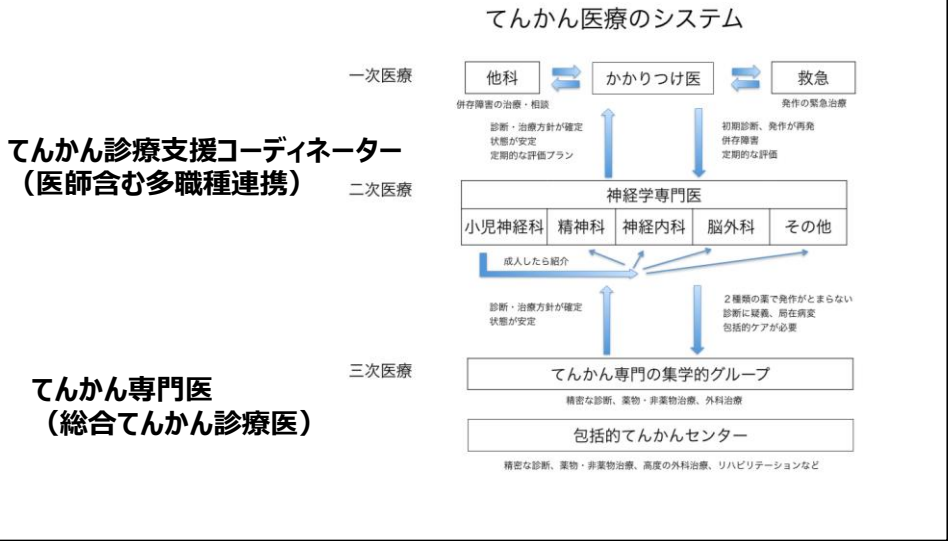 てんかん医療のシステム
一次医療
他科
かかりつけ医
救急
併存障害の治療・相談
発作の緊急治療
診断・治療方針が確定
状態が安定
定期的な評価プラン
初期診断、発作が再発
併存障害
定期的な評価
てんかん診療支援コーディネーター
（医師含む多職種連携）
二次医療
神経学専門医
小児神経科
精神科
神経内科
脳外科
その他
成人したら紹介
診断・治療方針が確定
状態が安定
２種類の薬で発作がとまらない
診断に疑義、局在病変
包括的ケアが必要
てんかん専門医
（総合てんかん診療医）
三次医療
てんかん専門の集学的グループ
精密な診断、薬物・非薬物治療、外科治療
包括的てんかんセンター
精密な診断、薬物・非薬物治療、高度の外科治療、リハビリテーションなど